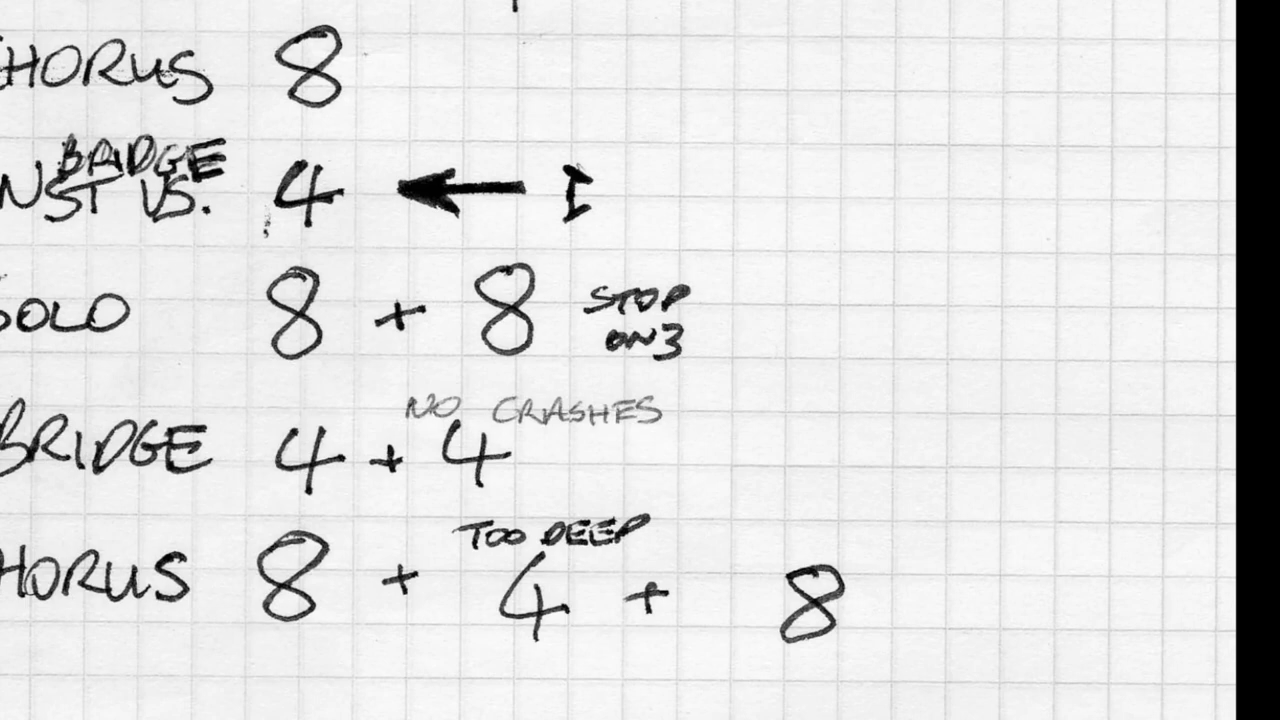 HORUS 8
BRIDGE
NST VS. 4 ← I
SOLO 8 + 8 STOP
ON 3
NO CRASHES
BRIDGE 4 + 4
TOO DEEP
HORUS 8 + 4 + 8